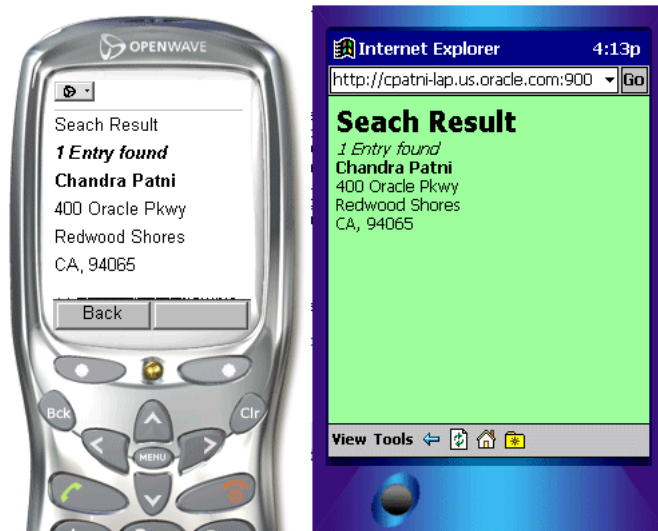 OPENWAVE
Seach Result
1 Entry found
Chandra Patni
400 Oracle Pkwy
Redwood Shores
CA, 94065
Back
Bck
Clr
MENU
Internet Explorer 4:13p
http://cpatni-lap.us.oracle.com:900 Go
Seach Result
1 Entry found
Chandra Patni
400 Oracle Pkwy
Redwood Shores
CA, 94065
View Tools